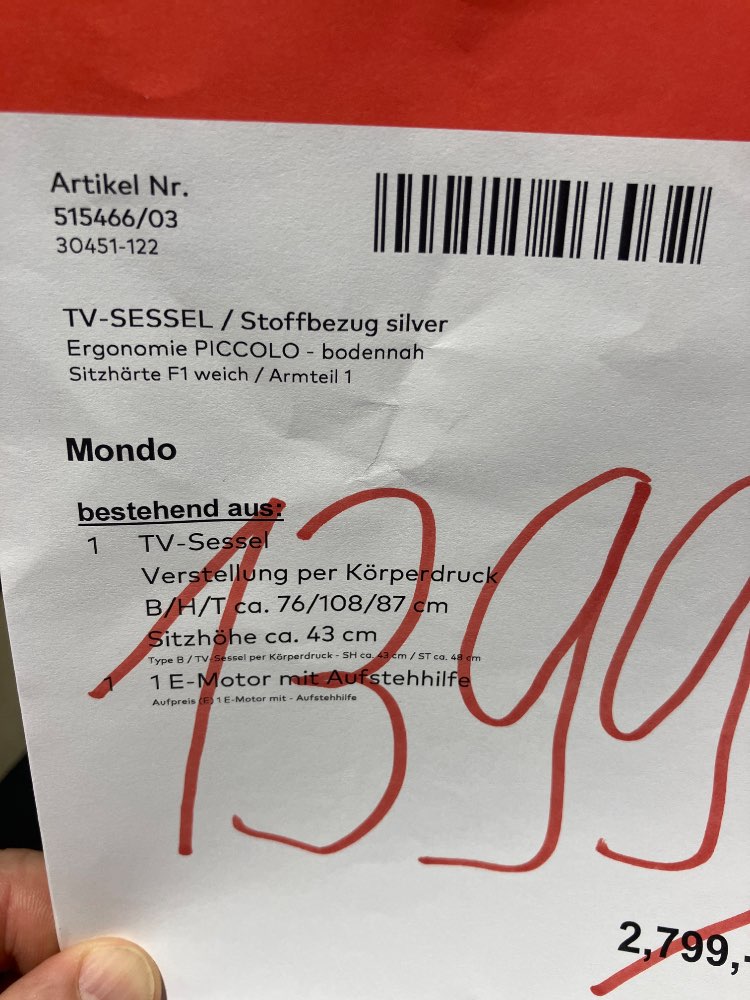 Artikel Nr.
515466/03
30451-122
TV-SESSEL / Stoffbezug silver
Ergonomie PICCOLO - bodennah
Sitzhärte F1 weich / Armteil 1
Mondo
bestehend aus:
1 TV-Sessel
Verstellung per Körperdruck
B/H/T ca. 76/108/87 cm
Sitzhöhe ca. 43 cm
Type B / TV-Sessel per Körperdruck - SH ca. 43 cm / ST ca. 48 cm
1 1 E-Motor mit Aufstehhilfe
Aufpreis (E) 1 E-Motor mit - Aufstehhilfe
1399
2,799,-